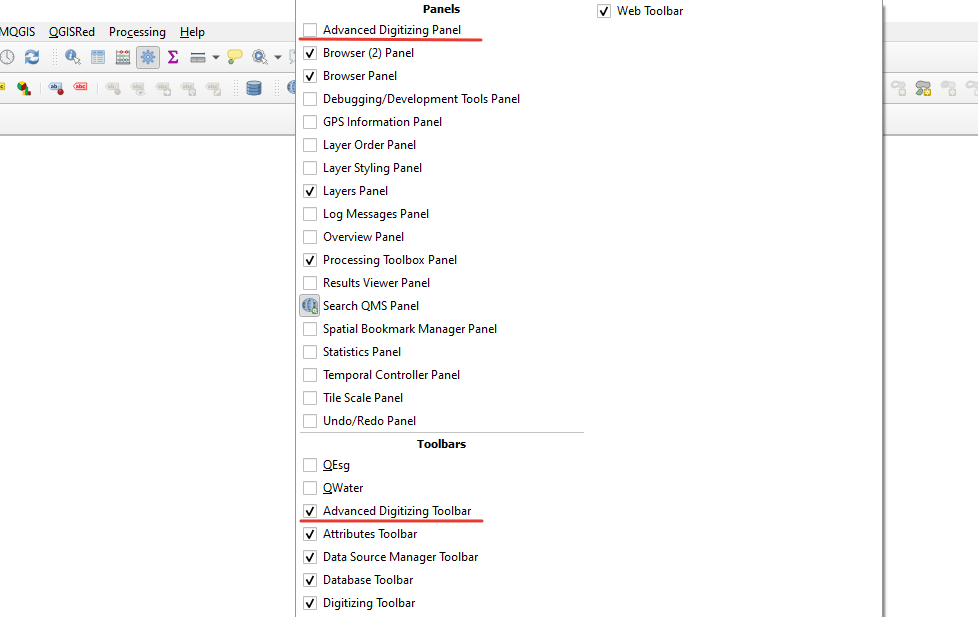 MQGIS QGISRed Processing Help
Panels
Advanced Digitizing Panel
Browser (2) Panel
Browser Panel
Debugging/Development Tools Panel
GPS Information Panel
Layer Order Panel
Layer Styling Panel
Layers Panel
Log Messages Panel
Overview Panel
Processing Toolbox Panel
Results Viewer Panel
Search QMS Panel
Spatial Bookmark Manager Panel
Statistics Panel
Temporal Controller Panel
Tile Scale Panel
Undo/Redo Panel
Toolbars
QEsg
QWater
Advanced Digitizing Toolbar
Attributes Toolbar
Data Source Manager Toolbar
Database Toolbar
Digitizing Toolbar
Web Toolbar